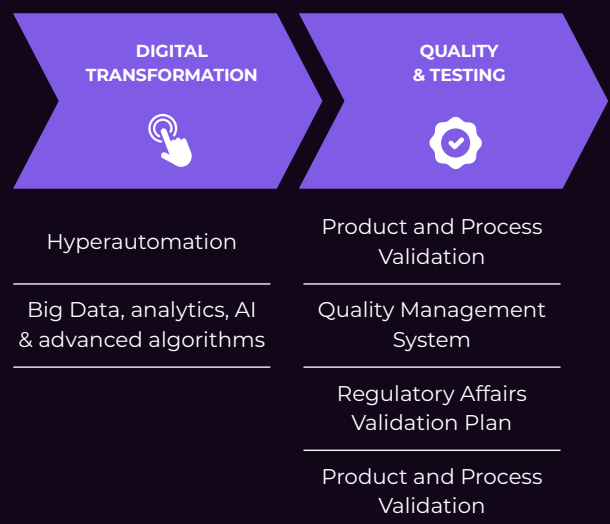 DIGITAL
TRANSFORMATION
Hyperautomation
Big Data, analytics, AI
& advanced algorithms
QUALITY
& TESTING
Product and Process
Validation
Quality Management
System
Regulatory Affairs
Validation Plan
Product and Process
Validation